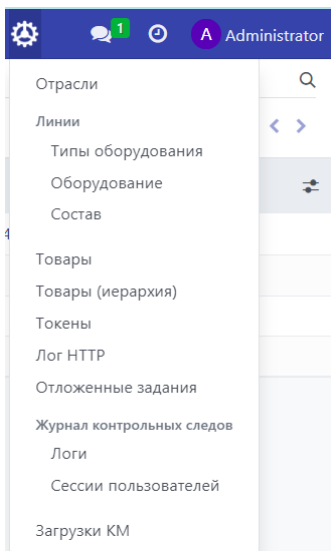 1
A Administrator
Отрасли
Линии
Типы оборудования
Оборудование
Состав
4
Товары
Товары (иерархия)
Токены
Лог HTTP
Отложенные задания
Журнал контрольных следов
Логи
Сессии пользователей
Загрузки КМ